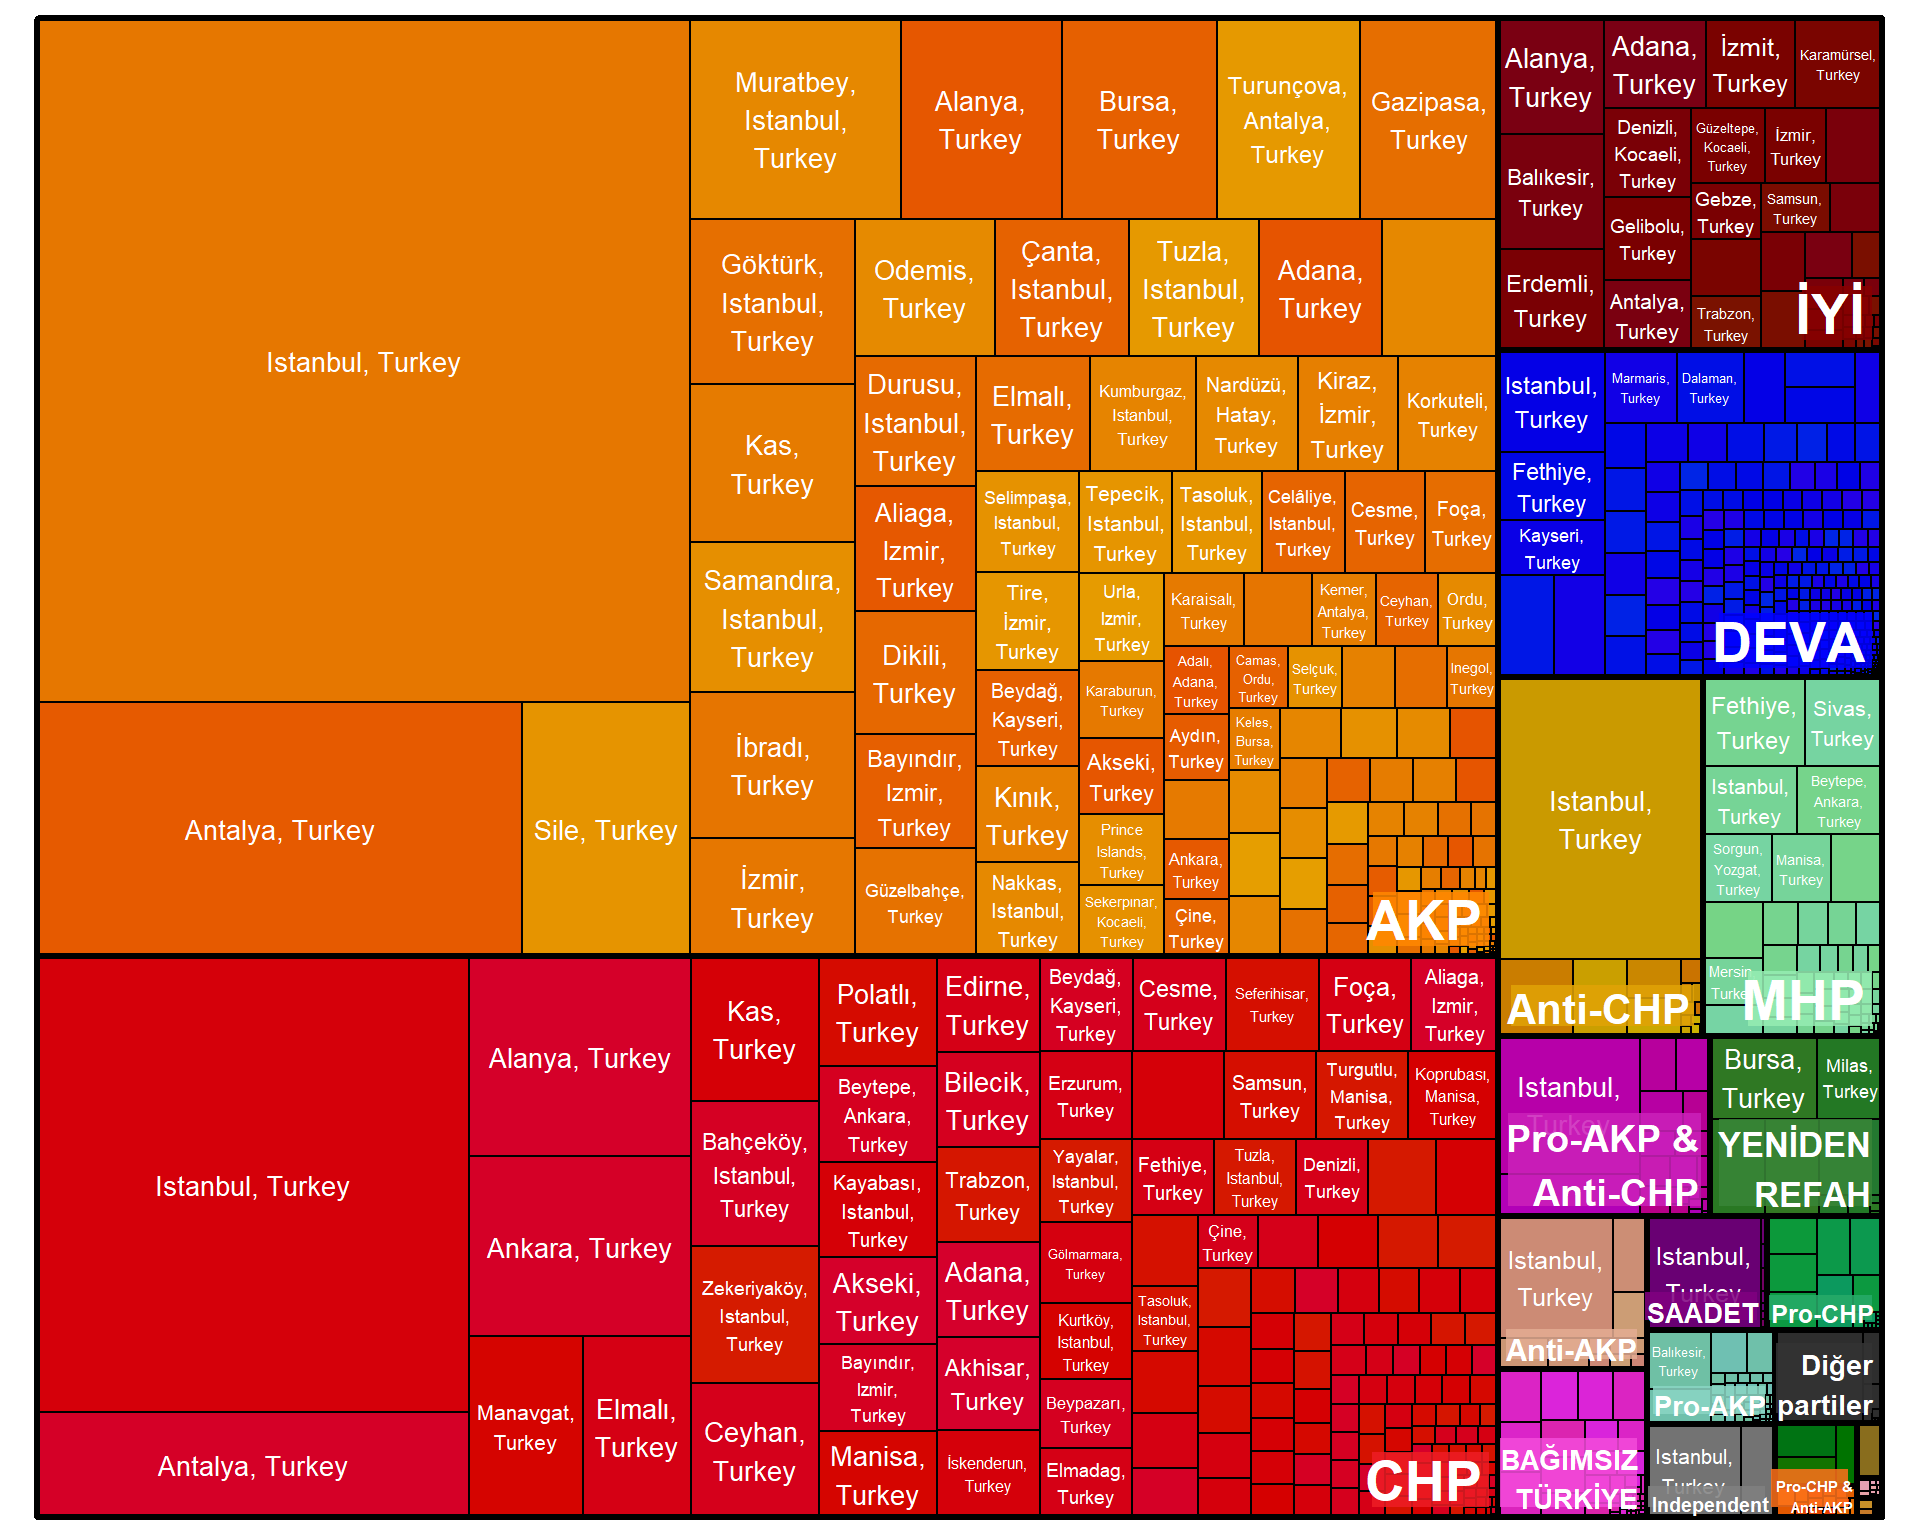 Istanbul, Turkey
Antalya, Turkey
Sile, Turkey
Muratbey,
Istanbul,
Turkey
Alanya,
Turkey
Bursa,
Turkey
Turunçova,
Antalya,
Turkey
Gazipasa,
Turkey
Göktürk,
Istanbul,
Turkey
Odemis,
Turkey
Çanta,
Istanbul,
Turkey
Tuzla,
Istanbul,
Turkey
Adana,
Turkey
Kas,
Turkey
Durusu,
Istanbul,
Turkey
Elmalı,
Turkey
Kumburgaz,
Istanbul,
Turkey
Nardüzü,
Hatay,
Turkey
Kiraz,
İzmir,
Turkey
Korkuteli,
Turkey
Aliaga,
Izmir,
Turkey
Selimpaşa,
Istanbul,
Turkey
Tepecik,
Istanbul,
Turkey
Tasoluk,
Istanbul,
Turkey
Celâliye,
Istanbul,
Turkey
Cesme,
Turkey
Foça,
Turkey
Samandıra,
Istanbul,
Turkey
Tire,
İzmir,
Turkey
Urla,
Izmir,
Turkey
Karaisalı,
Turkey
Kemer,
Antalya,
Turkey
Ceyhan,
Turkey
Ordu,
Turkey
Dikili,
Turkey
Beydağ,
Kayseri,
Turkey
Karaburun,
Turkey
Adalı,
Adana,
Turkey
Camas,
Ordu,
Turkey
Selçuk,
Turkey
Inegol,
Turkey
İbradı,
Turkey
Bayındır,
Izmir,
Turkey
Akseki,
Turkey
Aydın,
Turkey
Keles,
Bursa,
Turkey
Kınık,
Turkey
Prince
Islands,
Turkey
İzmir,
Turkey
Güzelbahçe,
Turkey
Nakkas,
Istanbul,
Turkey
Sekerpınar,
Kocaeli,
Turkey
Ankara,
Turkey
Çine,
Turkey
AKP
Istanbul, Turkey
Antalya, Turkey
Alanya, Turkey
Ankara, Turkey
Manavgat,
Turkey
Elmalı,
Turkey
Kas,
Turkey
Bahçeköy,
Istanbul,
Turkey
Zekeriyaköy,
Istanbul,
Turkey
Ceyhan,
Turkey
Polatlı,
Turkey
Beytepe,
Ankara,
Turkey
Kayabası,
Istanbul,
Turkey
Akseki,
Turkey
Bayındır,
Izmir,
Turkey
Manisa,
Turkey
Edirne,
Turkey
Bilecik,
Turkey
Trabzon,
Turkey
Adana,
Turkey
Akhisar,
Turkey
İskenderun,
Turkey
Beydağ,
Kayseri,
Turkey
Cesme,
Turkey
Seferihisar,
Turkey
Foça,
Turkey
Aliaga,
Izmir,
Turkey
Erzurum,
Turkey
Samsun,
Turkey
Turgutlu,
Manisa,
Turkey
Koprubası,
Manisa,
Turkey
Yayalar,
Istanbul,
Turkey
Fethiye,
Turkey
Tuzla,
Istanbul,
Turkey
Denizli,
Turkey
Gölmarmara,
Turkey
Çine,
Turkey
Kurtköy,
Istanbul,
Turkey
Tasoluk,
Istanbul,
Turkey
Beypazarı,
Turkey
Elmadag,
Turkey
CHP
Alanya,
Turkey
Adana,
Turkey
İzmit,
Turkey
Karamürsel,
Turkey
Balıkesir,
Turkey
Denizli,
Kocaeli,
Turkey
Güzeltepe,
Kocaeli,
Turkey
İzmir,
Turkey
Gelibolu,
Turkey
Gebze,
Turkey
Samsun,
Turkey
Erdemli,
Turkey
Antalya,
Turkey
Trabzon,
Turkey
İYİ
Istanbul,
Turkey
Marmaris,
Turkey
Dalaman,
Turkey
Fethiye,
Turkey
Kayseri,
Turkey
DEVA
Istanbul,
Turkey
Anti-CHP
Fethiye,
Turkey
Sivas,
Turkey
Istanbul,
Turkey
Beytepe,
Ankara,
Turkey
Sorgun,
Yozgat,
Turkey
Manisa,
Turkey
Mersin,
Turkey
MHP
Istanbul,
Turkey
Pro-AKP &
Anti-CHP
Bursa,
Turkey
Milas,
Turkey
YENİDEN
REFAH
Istanbul,
Turkey
Anti-AKP
Istanbul,
Turkey
SAADET
Pro-CHP
Balıkesir,
Turkey
Pro-AKP
Diğer
partiler
BAĞIMSIZ
TÜRKİYE
Istanbul,
Turkey
Independent
Pro-CHP &
Anti-AKP